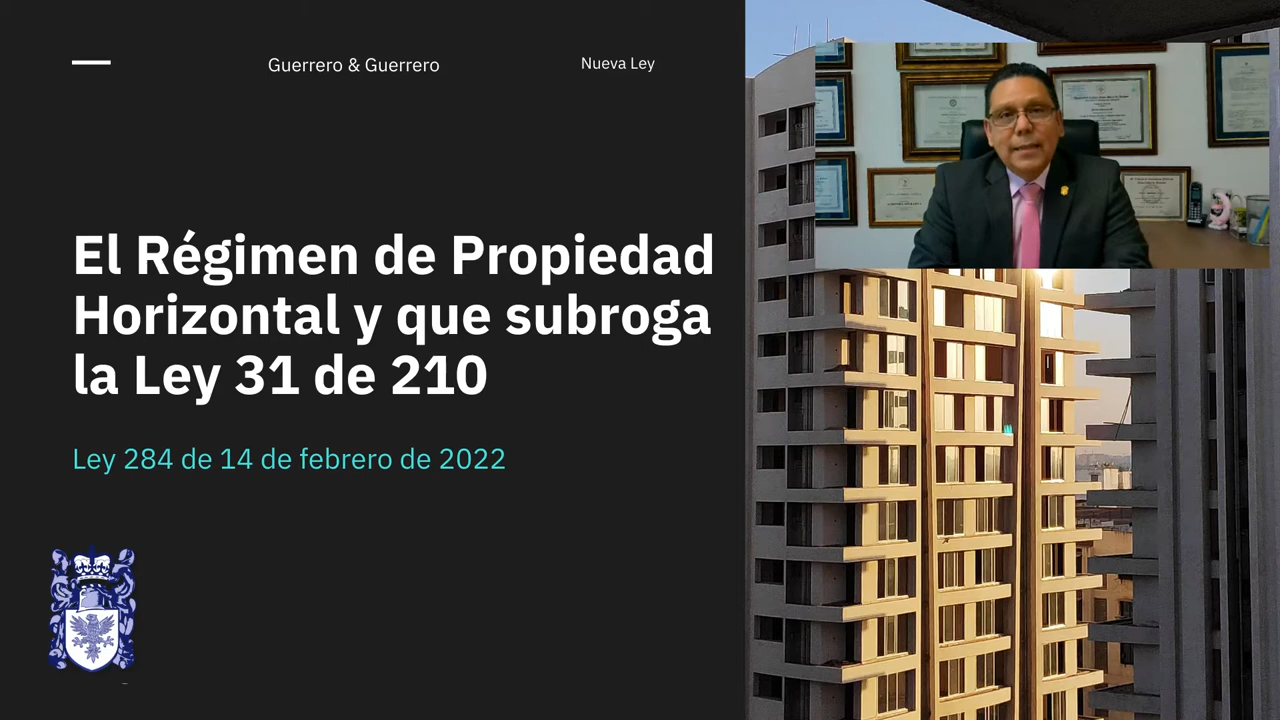 Guerrero & Guerrero
Nueva Ley
El Régimen de Propiedad
Horizontal y que subroga
la Ley 31 de 210
Ley 284 de 14 de febrero de 2022